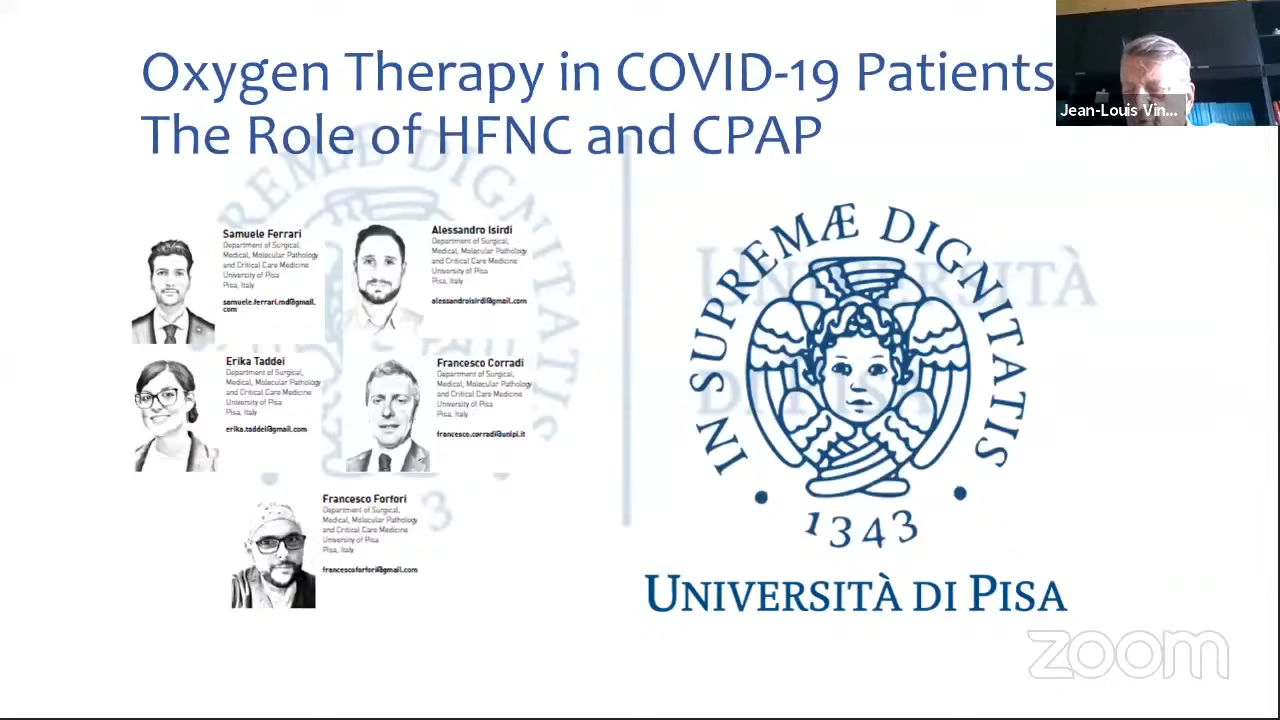 Oxygen Therapy in COVID-19 Patients
The Role of HFNC and CPAP
Jean-Louis Vin...
Samuele Ferrari
Department of Surgical,
Medical, Molecular Pathology
and Critical Care Medicine
University of Pisa
Pisa, Italy
samuele.ferrari.md@gmail.
com
Alessandro Isirdi
Department of Surgical,
Medical, Molecular Pathology
and Critical Care Medicine
University of Pisa
Pisa, Italy
alessandroisirdi@gmail.com
Erika Taddei
Department of Surgical,
Medical, Molecular Pathology
and Critical Care Medicine
University of Pisa
Pisa, Italy
erika.taddei@gmail.com
Francesco Corradi
Department of Surgical,
Medical, Molecular Pathology
and Critical Care Medicine
University of Pisa
Pisa, Italy
francesco.corradi@unipi.it
Francesco Forfori
Department of Surgical,
Medical, Molecular Pathology
and Critical Care Medicine
University of Pisa
Pisa, Italy
francescoforfori@gmail.com
IN SUPREMÆ DIGNITATIS
1343
UNIVERSITÀ DI PISA
zoom